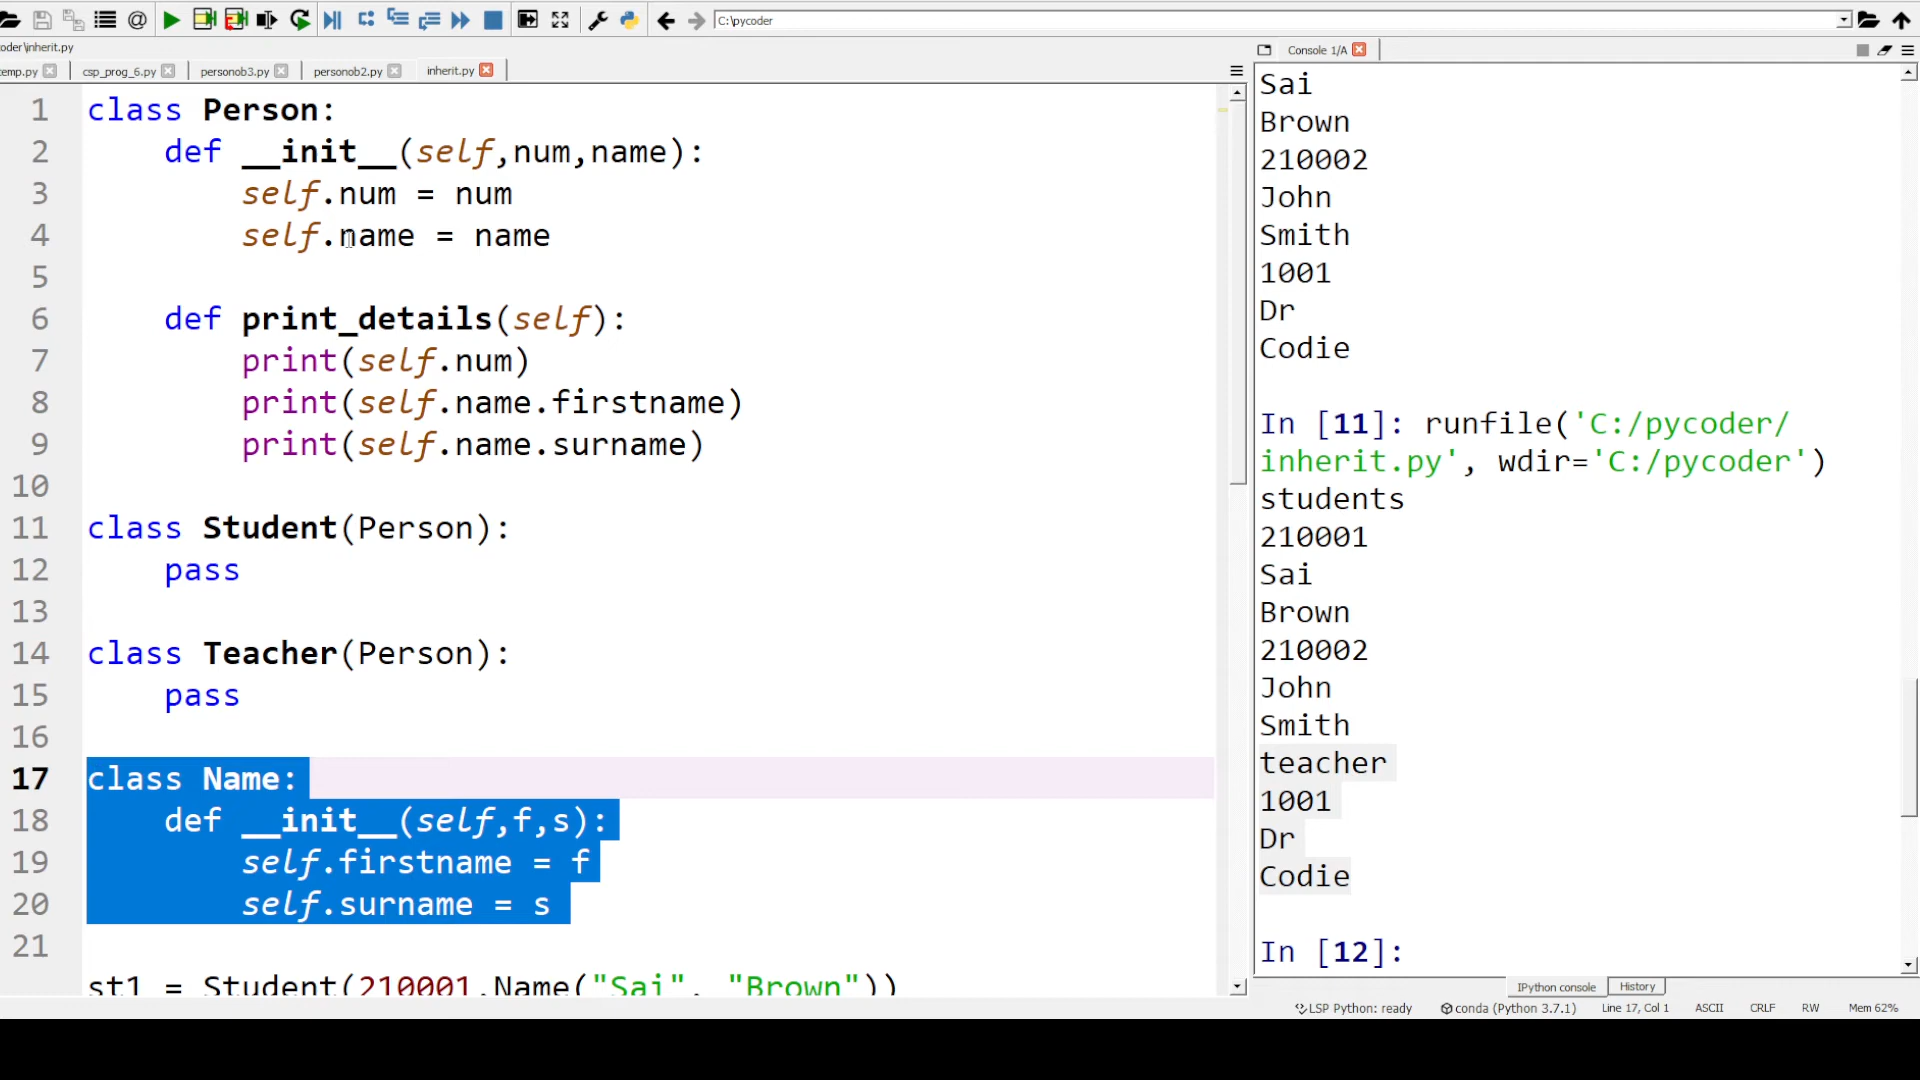 C:\pycoder
oder\inherit.py
Console 1/A
emp.py
csp_prog_6.py
personob3.py
personob2.py
inherit.py
1 class Person:
2 def __init__(self,num,name):
3 self.num = num
4 self.name = name
5
6 def print_details(self):
7 print(self.num)
8 print(self.name.firstname)
9 print(self.name.surname)
10
11 class Student(Person):
12 pass
13
14 class Teacher(Person):
15 pass
16
17 class Name:
18 def __init__(self,f,s):
19 self.firstname = f
20 self.surname = s
21
st1 = Student(210001,Name("Sai", "Brown"))
Sai
Brown
210002
John
Smith
1001
Dr
Codie
In [11]: runfile('C:/pycoder/
inherit.py', wdir='C:/pycoder')
students
210001
Sai
Brown
210002
John
Smith
teacher
1001
Dr
Codie
In [12]:
IPython console
History
LSP Python: ready
conda (Python 3.7.1)
Line 17, Col 1
ASCII
CRLF
RW
Mem 62%